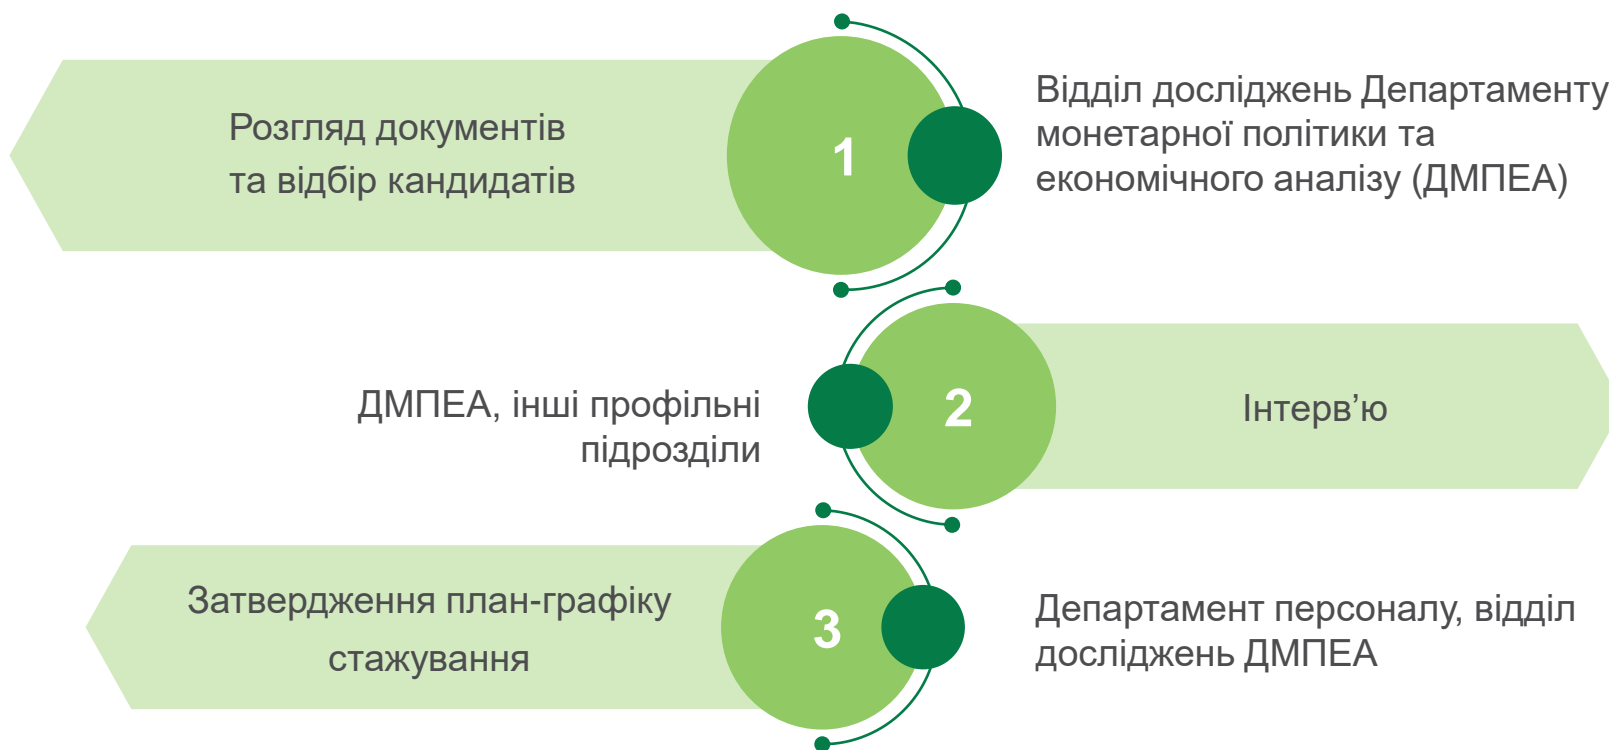 Розгляд документів
та відбір кандидатів
1
Відділ досліджень Департаменту
монетарної політики та
економічного аналізу (ДМПЕА)
ДМПЕА, інші профільні
підрозділи
2
Інтерв’ю
Затвердження план-графіку
стажування
3
Департамент персоналу, відділ
досліджень ДМПЕА